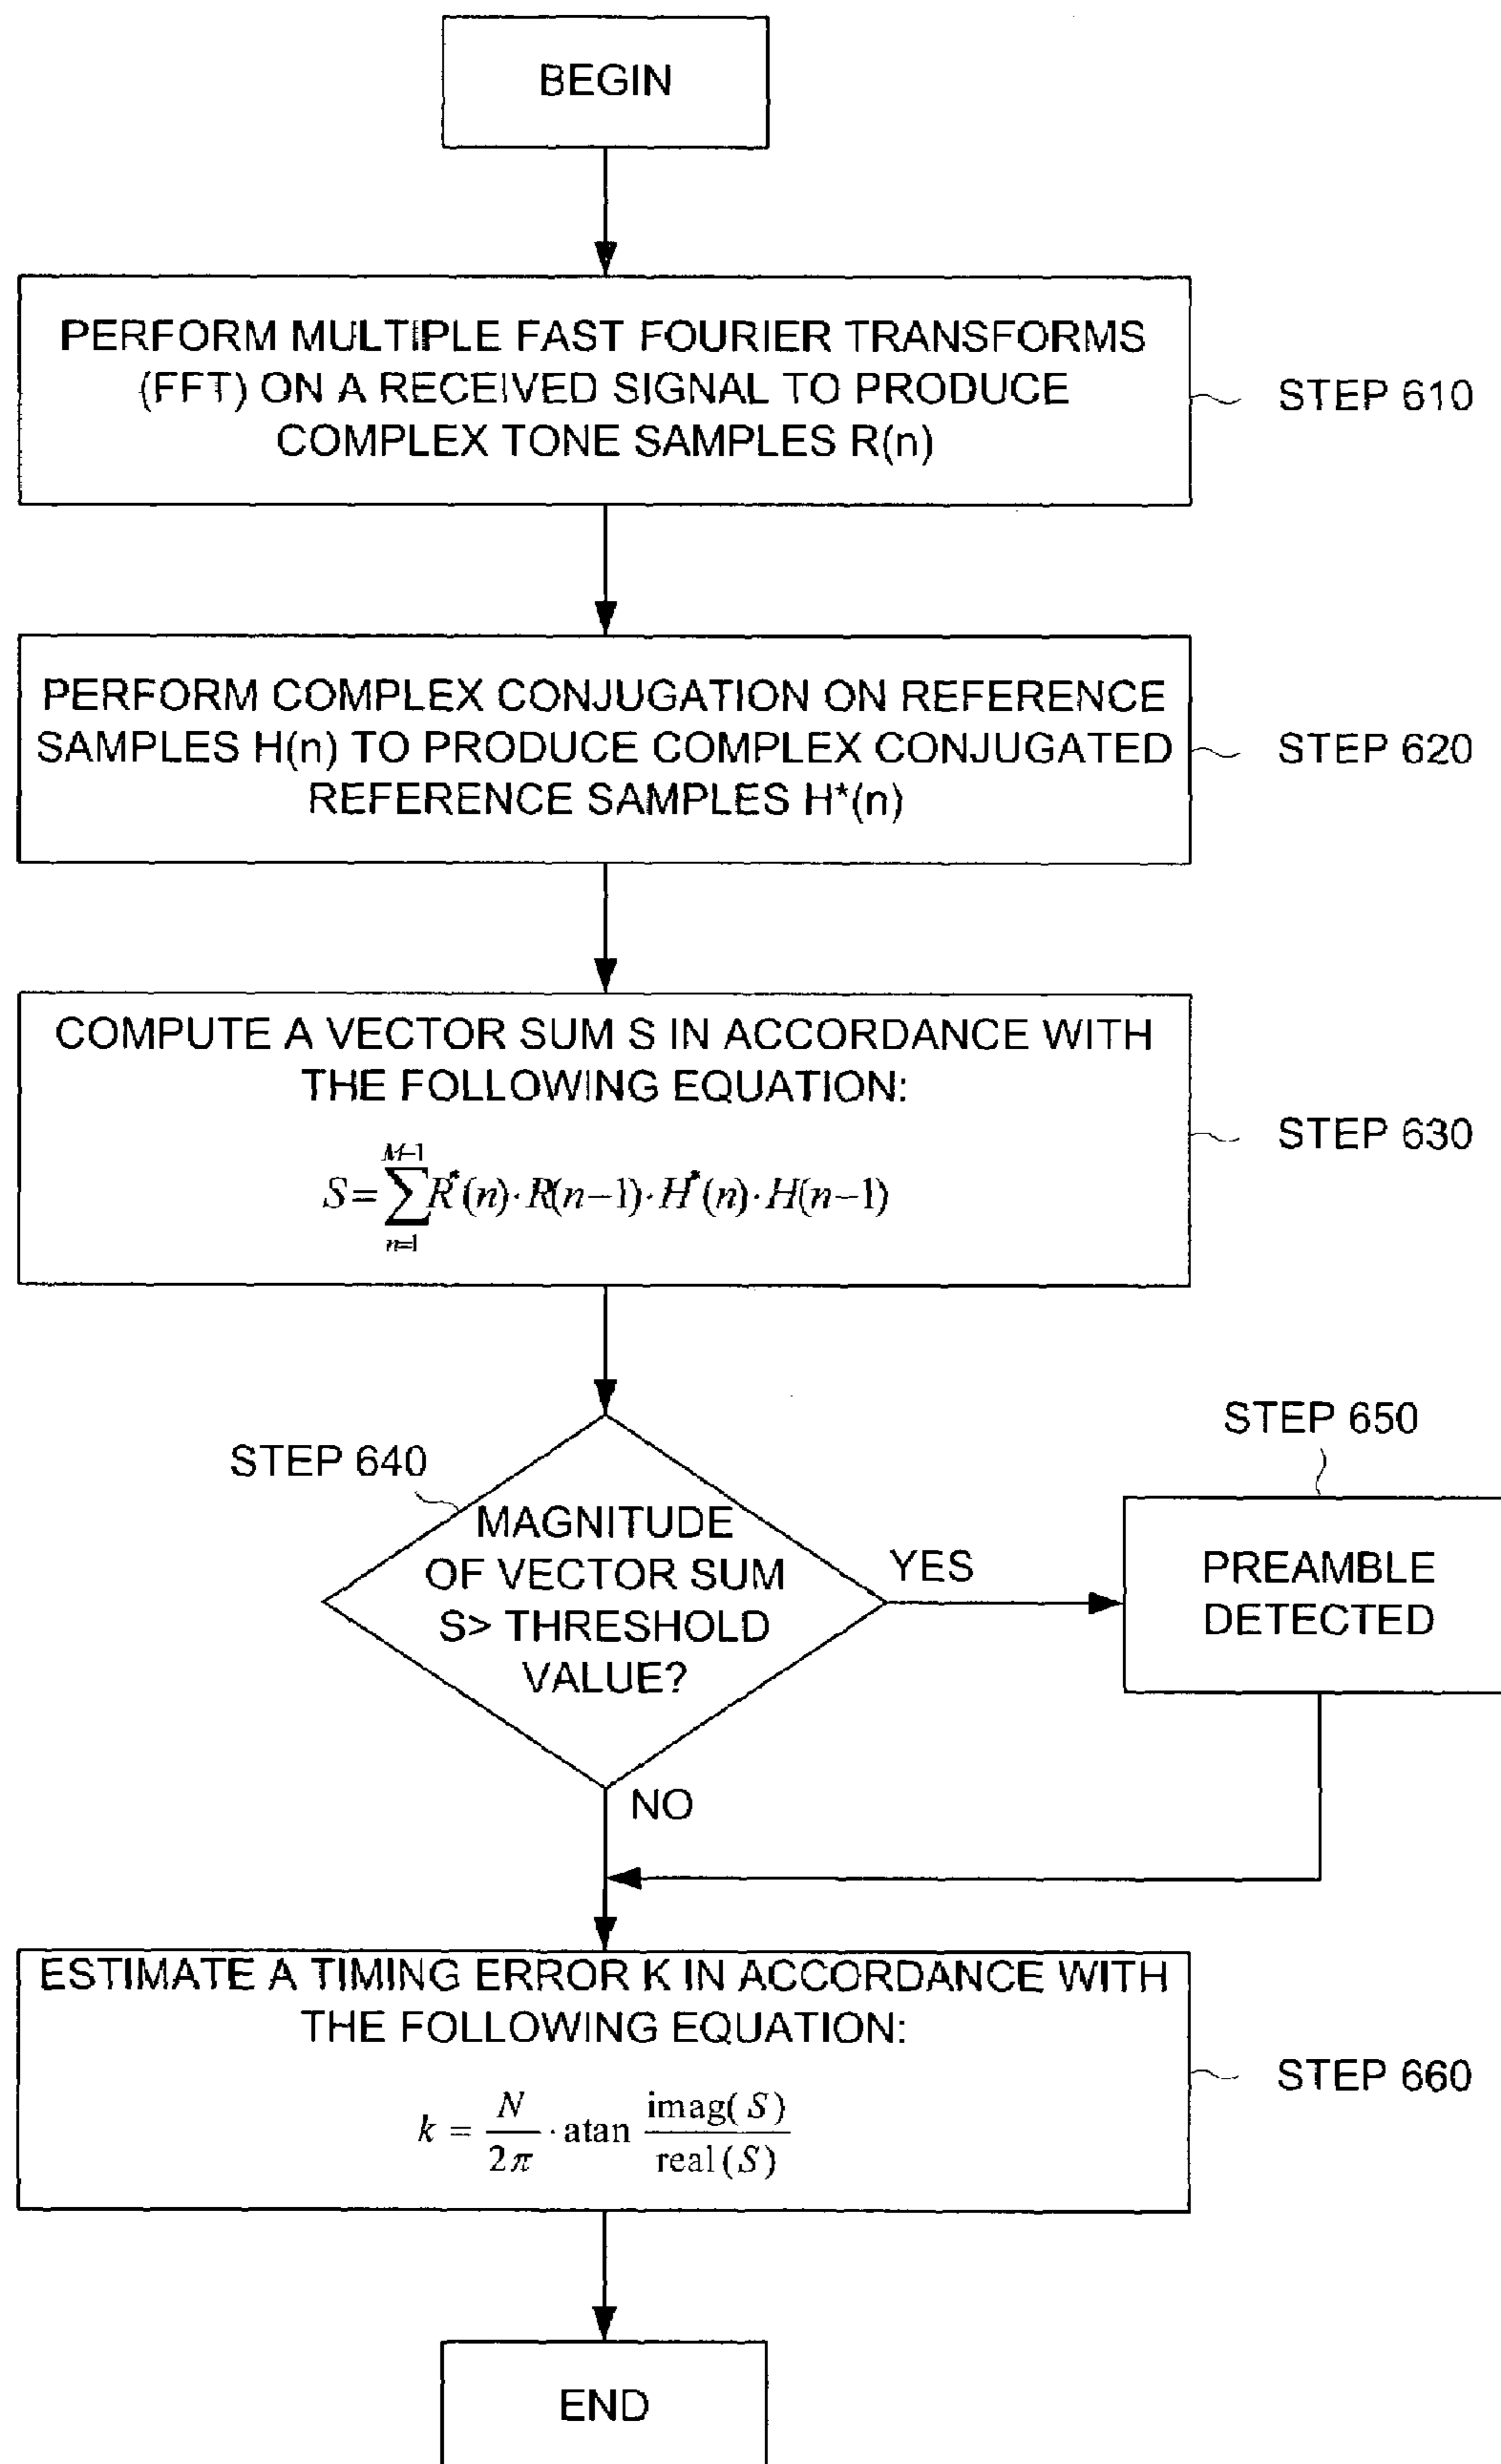 BEGIN
PERFORM MULTIPLE FAST FOURIER TRANSFORMS
(FFT) ON A RECEIVED SIGNAL TO PRODUCE
COMPLEX TONE SAMPLES R(n)
STEP 610
PERFORM COMPLEX CONJUGATION ON REFERENCE
SAMPLES H(n) TO PRODUCE COMPLEX CONJUGATED
REFERENCE SAMPLES H*(n)
STEP 620
COMPUTE A VECTOR SUM S IN ACCORDANCE WITH
THE FOLLOWING EQUATION:
S=∑_{n=1}^{M-1} R*(n)·R(n−1)·H*(n)·H(n−1)
STEP 630
STEP 640
MAGNITUDE
OF VECTOR SUM
S> THRESHOLD
VALUE?
YES
STEP 650
PREAMBLE
DETECTED
NO
ESTIMATE A TIMING ERROR K IN ACCORDANCE WITH
THE FOLLOWING EQUATION:
k = N/2π · atan imag(S)/real(S)
STEP 660
END